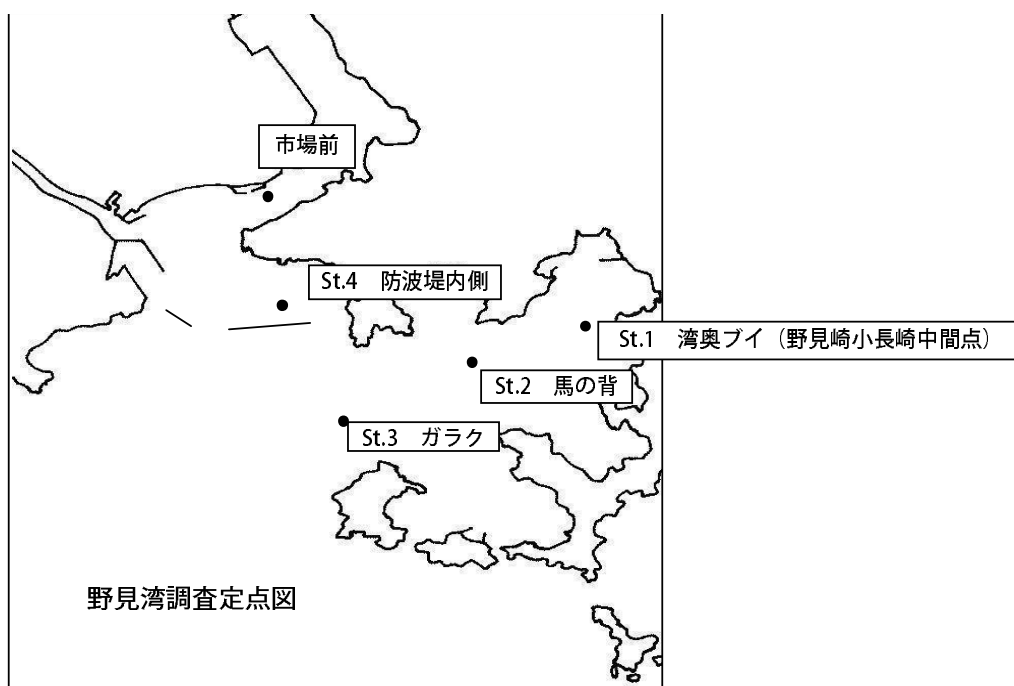 市場前
St.4　防波堤内側
St.1　湾奥ブイ（野見崎小長崎中間点）
St.2　馬の背
St.3　ガラク
野見湾調査定点図